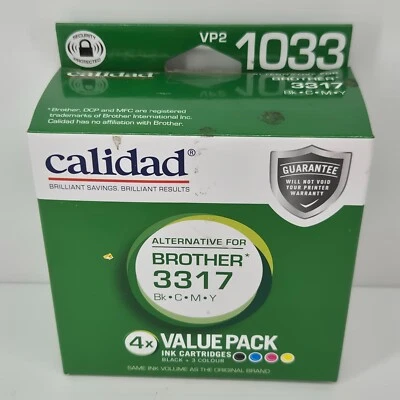 SECURITY
PROTECTED
VP2
1033
ALTERNATIVE FOR
BROTHER*
3317
Bk•C•M•Y
calidad
*Brother, DCP and MFC are registered
trademarks of Brother International Inc.
Calidad has no affiliation with Brother.
calidad®
BRILLIANT SAVINGS. BRILLIANT RESULTS
GUARANTEE
WILL NOT VOID
YOUR PRINTER
WARRANTY
ALTERNATIVE FOR
BROTHER*
3317
Bk•C•M•Y
4x VALUE PACK
INK CARTRIDGES
BLACK + 3 COLOUR
SAME INK VOLUME AS THE ORIGINAL BRAND